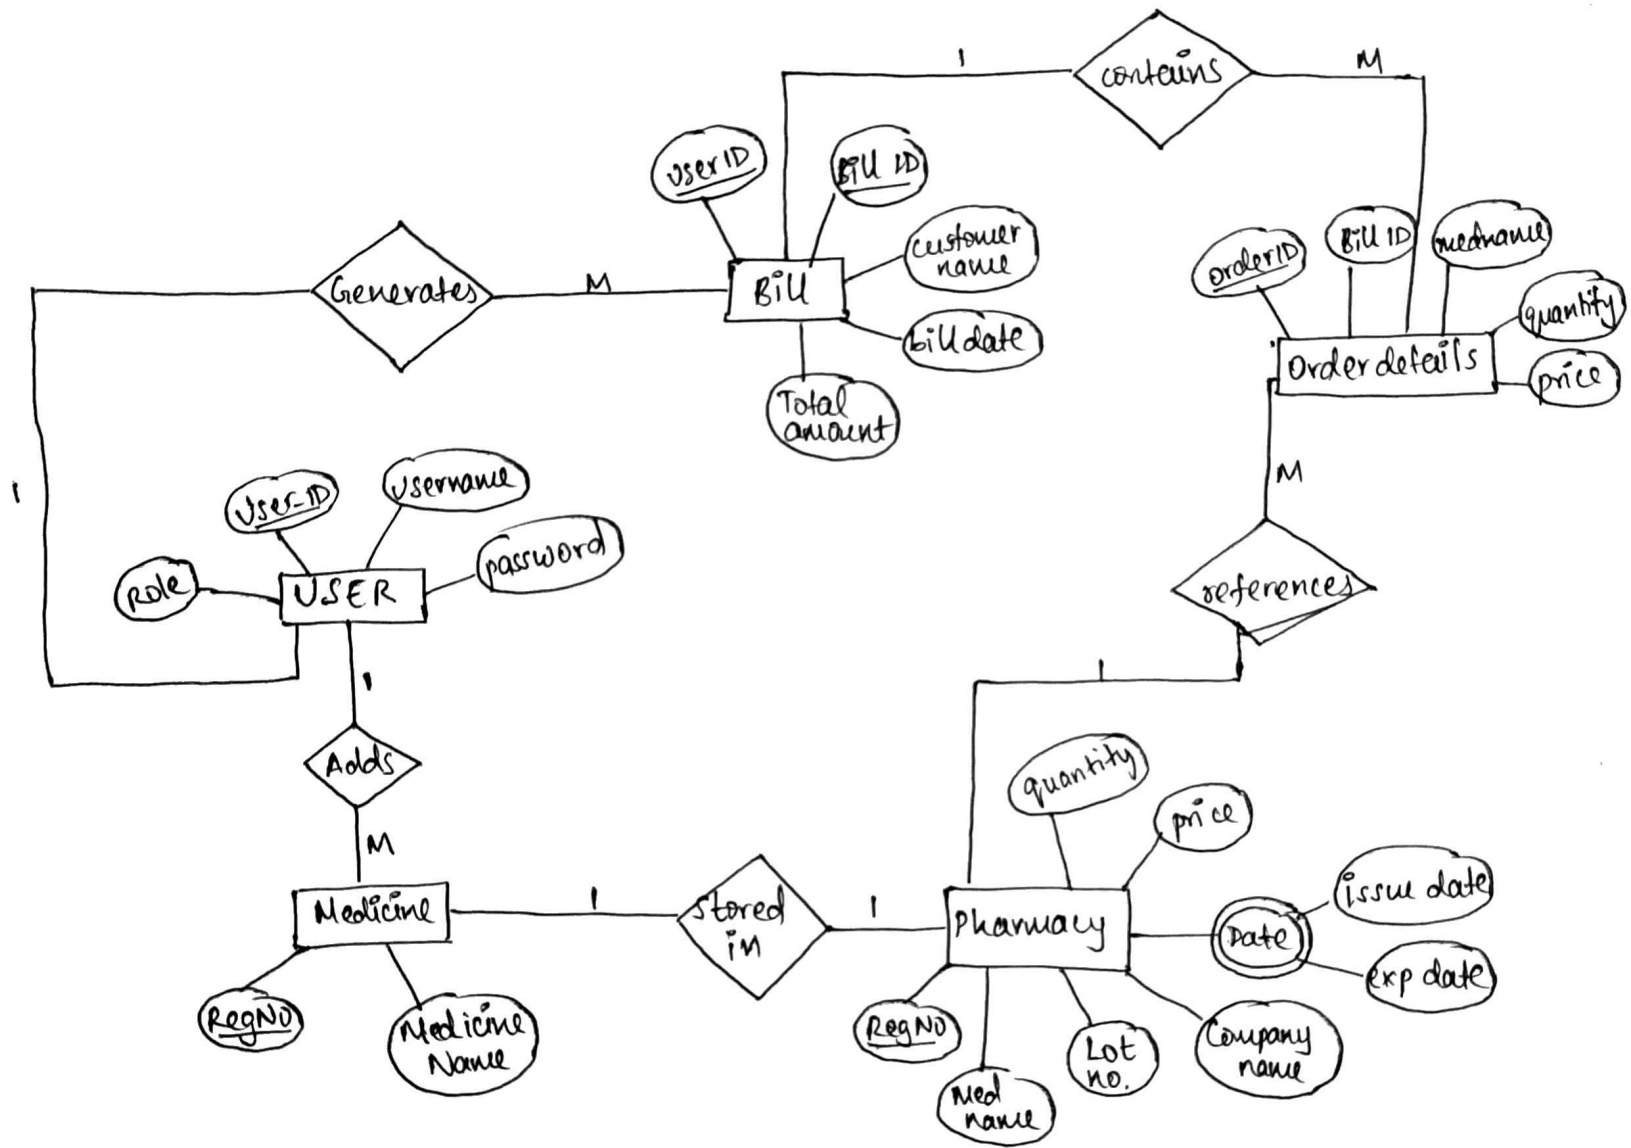 1
contains
M
userID
Bill ID
customer
name
Bill
bill date
Total
amount
Generates
M
1
orderID
Bill ID
medname
quantity
price
Order details
M
references
1
User-ID
username
password
Role
USER
1
Adds
M
Medicine
RegNo
Medicine
Name
1
stored
in
1
Pharmacy
quantity
price
Date
issue date
exp date
RegNo
Med
name
Lot
no.
Company
name